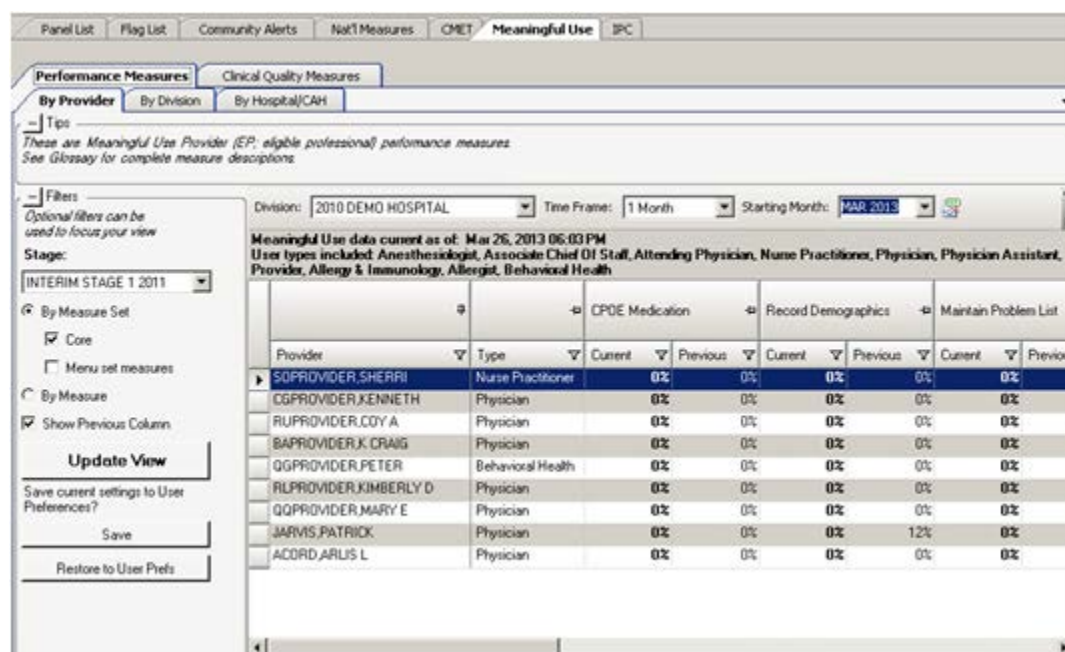 Panel List Flag List Community Alerts Nat'l Measures CMET Meaningful Use IPC
Performance Measures Clinical Quality Measures
By Provider By Division By Hospital/CAH
Tips
These are Meaningful Use Provider (EP; eligible professional) performance measures.
See Glossay for complete measure descriptions.
Filters
Optional filters can be
used to focus your view
Stage:
INTERIM STAGE 1 2011
By Measure Set
Core
Menu set measures
By Measure
Show Previous Column
Update View
Save current settings to User
Preferences?
Save
Restore to User Prefs
Division: 2010 DEMO HOSPITAL Time Frame: 1 Month Starting Month: MAR 2013
Meaningful Use data current as of: Mar 26, 2013 06:03 PM
User types included: Anesthesiologist, Associate Chief Of Staff, Attending Physician, Nurse Practitioner, Physician, Physician Assistant,
Provider, Allergy & Immunology, Allergist, Behavioral Health
CPOE Medication Record Demographics Maintain Problem List
Provider Type Current Previous Current Previous Current Previo
SOPROVIDER,SHERRI Nurse Practitioner 0% 0% 0% 0% 0%
CGPROVIDER,KENNETH Physician 0% 0% 0% 0% 0%
RUPROVIDER,COY A Physician 0% 0% 0% 0% 0%
BAPROVIDER,K CRAIG Physician 0% 0% 0% 0% 0%
QGPROVIDER,PETER Behavioral Health 0% 0% 0% 0% 0%
RLPROVIDER,KIMBERLY D Physician 0% 0% 0% 0% 0%
QQPROVIDER,MARY E Physician 0% 0% 0% 0% 0%
JARVIS,PATRICK Physician 0% 0% 0% 12% 0%
ACORD,ARLIS L Physician 0% 0% 0% 0% 0%